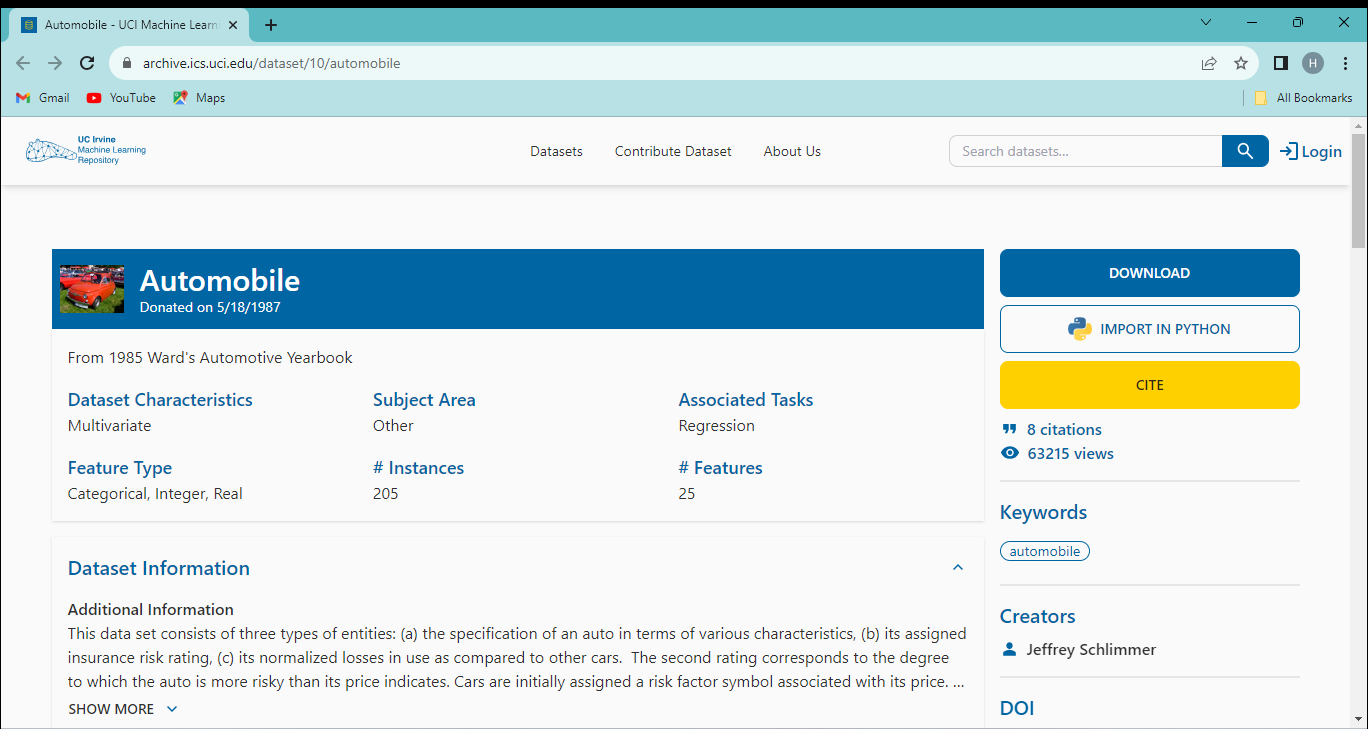 Automobile - UCI Machine Learni
archive.ics.uci.edu/dataset/10/automobile
H
Gmail YouTube Maps All Bookmarks
UC Irvine
Machine Learning
Repository
Datasets Contribute Dataset About Us Search datasets... Login
Automobile
Donated on 5/18/1987
From 1985 Ward's Automotive Yearbook
Dataset Characteristics Subject Area Associated Tasks
Multivariate Other Regression
Feature Type # Instances # Features
Categorical, Integer, Real 205 25
Dataset Information
Additional Information
This data set consists of three types of entities: (a) the specification of an auto in terms of various characteristics, (b) its assigned
insurance risk rating, (c) its normalized losses in use as compared to other cars.  The second rating corresponds to the degree
to which the auto is more risky than its price indicates. Cars are initially assigned a risk factor symbol associated with its price. ...
SHOW MORE
DOWNLOAD
IMPORT IN PYTHON
CITE
8 citations
63215 views
Keywords
automobile
Creators
Jeffrey Schlimmer
DOI